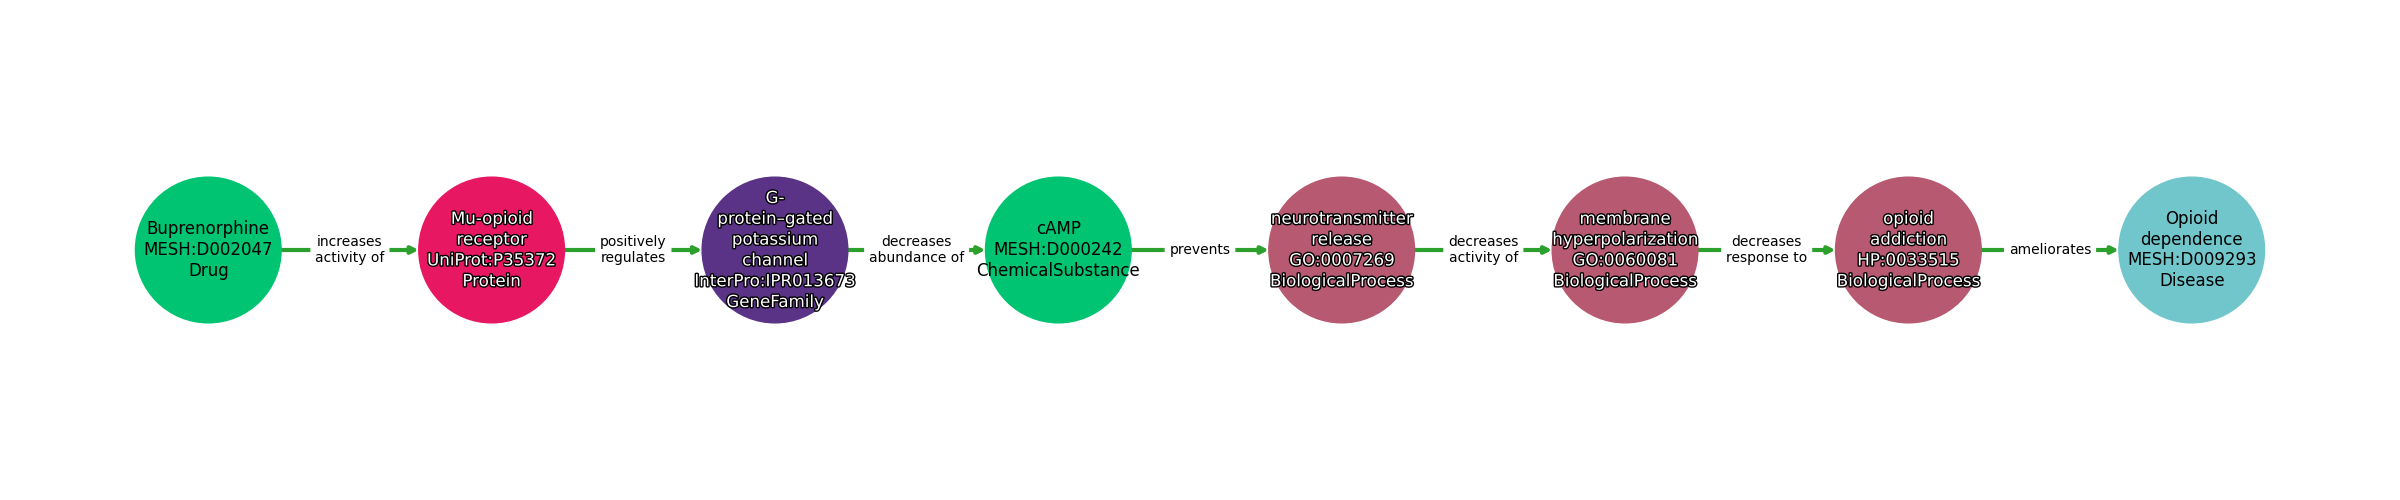 Buprenorphine
MESH:D002047
Drug
increases
activity of
Mu-opioid
receptor
UniProt:P35372
Protein
positively
regulates
G-
protein–gated
potassium
channel
InterPro:IPR013673
GeneFamily
decreases
abundance of
cAMP
MESH:D000242
ChemicalSubstance
prevents
neurotransmitter
release
GO:0007269
BiologicalProcess
decreases
activity of
membrane
hyperpolarization
GO:0060081
BiologicalProcess
decreases
response to
opioid
addiction
HP:0033515
BiologicalProcess
ameliorates
Opioid
dependence
MESH:D009293
Disease